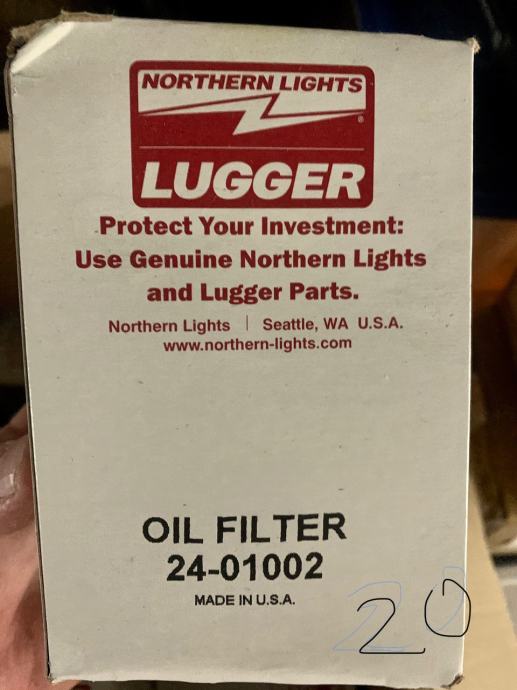 NORTHERN LIGHTS
®
LUGGER
Protect Your Investment:
Use Genuine Northern Lights
and Lugger Parts.
Northern Lights | Seattle, WA U.S.A.
www.northern-lights.com
OIL FILTER
24-01002
MADE IN U.S.A.
20